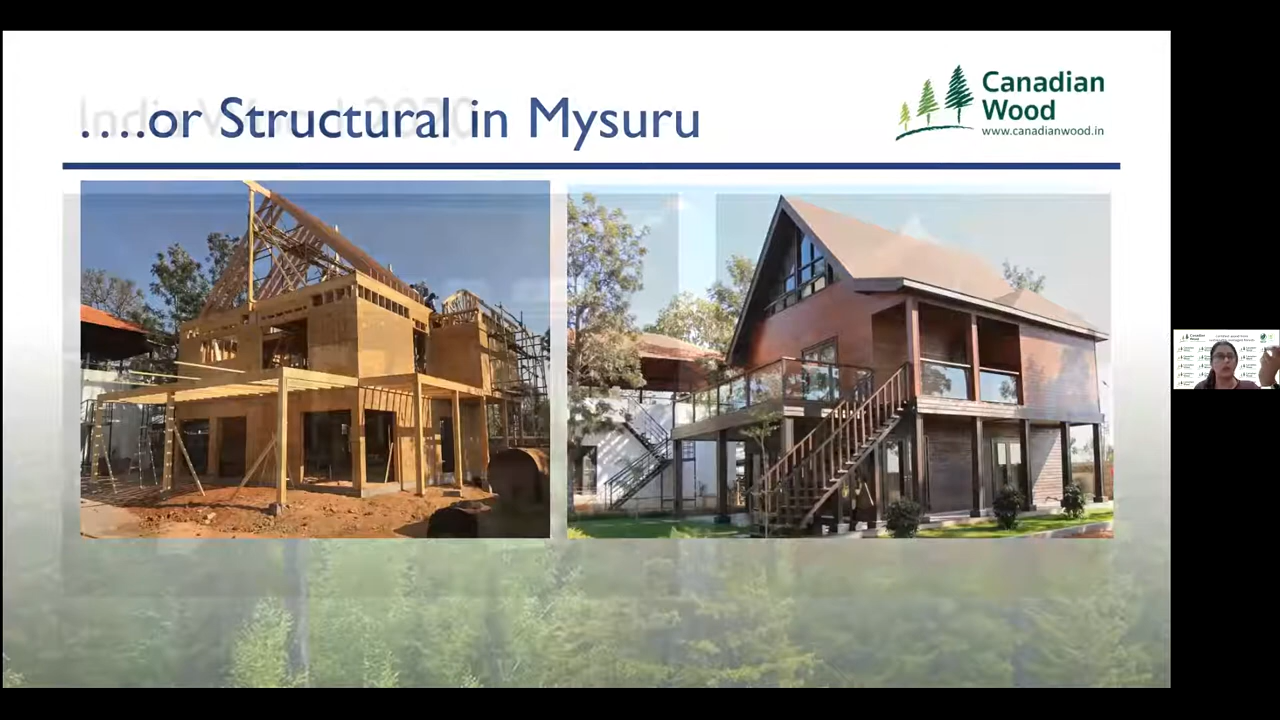 ....or Structural in Mysuru
Canadian
Wood
www.canadianwood.in